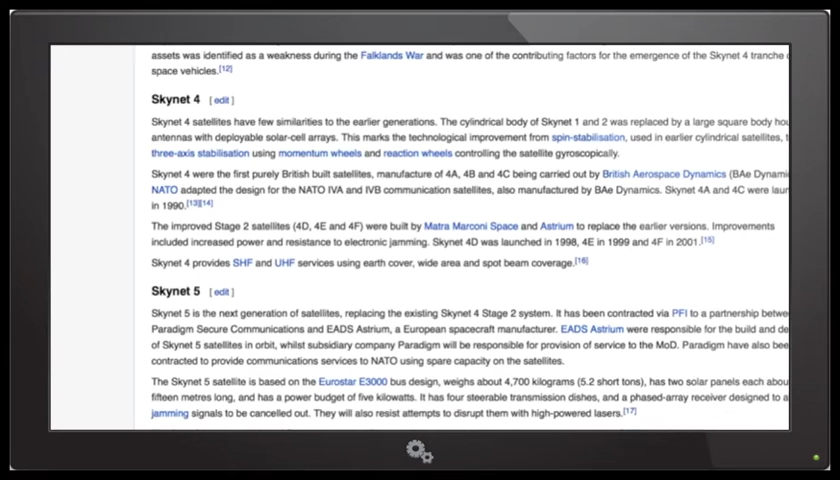 assets was identified as a weakness during the Falklands War and was one of the contributing factors for the emergence of the Skynet 4 tranche
space vehicles.[12]
Skynet 4 [ edit ]
Skynet 4 satellites have few similarities to the earlier generations. The cylindrical body of Skynet 1 and 2 was replaced by a large square body hou
antennas with deployable solar-cell arrays. This marks the technological improvement from spin-stabilisation, used in earlier cylindrical satellites, t
three-axis stabilisation using momentum wheels and reaction wheels controlling the satellite gyroscopically.
Skynet 4 were the first purely British built satellites, manufacture of 4A, 4B and 4C being carried out by British Aerospace Dynamics (BAe Dynami
NATO adapted the design for the NATO IVA and IVB communication satellites, also manufactured by BAe Dynamics. Skynet 4A and 4C were laun
in 1990.[13][14]
The improved Stage 2 satellites (4D, 4E and 4F) were built by Matra Marconi Space and Astrium to replace the earlier versions. Improvements
included increased power and resistance to electronic jamming. Skynet 4D was launched in 1998, 4E in 1999 and 4F in 2001.[15]
Skynet 4 provides SHF and UHF services using earth cover, wide area and spot beam coverage.[16]
Skynet 5 [ edit ]
Skynet 5 is the next generation of satellites, replacing the existing Skynet 4 Stage 2 system. It has been contracted via PFI to a partnership betwe
Paradigm Secure Communications and EADS Astrium, a European spacecraft manufacturer. EADS Astrium were responsible for the build and de
of Skynet 5 satellites in orbit, whilst subsidiary company Paradigm will be responsible for provision of service to the MoD. Paradigm have also bee
contracted to provide communications services to NATO using spare capacity on the satellites.
The Skynet 5 satellite is based on the Eurostar E3000 bus design, weighs about 4,700 kilograms (5.2 short tons), has two solar panels each abou
fifteen metres long, and has a power budget of five kilowatts. It has four steerable transmission dishes, and a phased-array receiver designed to a
jamming signals to be cancelled out. They will also resist attempts to disrupt them with high-powered lasers.[17]